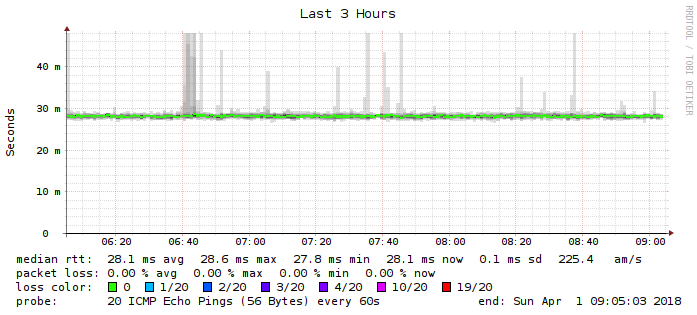 Last 3 Hours
RRDTOOL / TOBI OETIKER
Seconds
40 m
30 m
20 m
10 m
0
06:20 06:40 07:00 07:20 07:40 08:00 08:20 08:40 09:00
median rtt: 28.1 ms avg 28.6 ms max 27.8 ms min 28.1 ms now 0.1 ms sd 225.4 am/s
packet loss: 0.00 % avg 0.00 % max 0.00 % min 0.00 % now
loss color: 0 1/20 2/20 3/20 4/20 10/20 19/20
probe: 20 ICMP Echo Pings (56 Bytes) every 60s end: Sun Apr 1 09:05:03 2018